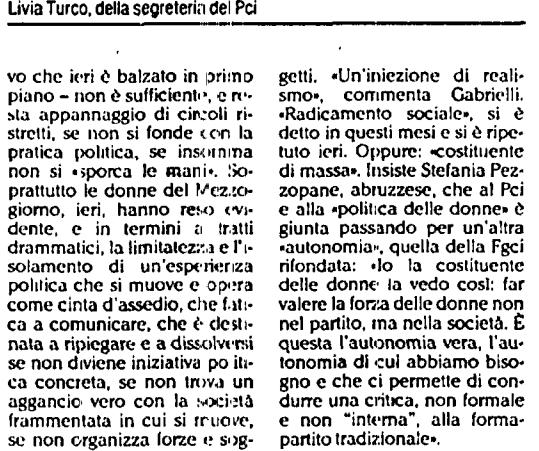 Livia Turco, della segreteria del Pci
vo che ieri è balzato in primo
piano – non è sufficiente, e re-
sta appannaggio di circoli ri-
stretti, se non si fonde con la
pratica politica, se insomma
non si «sporca le mani». So-
prattutto le donne del Mezzo-
giorno, ieri, hanno reso evi-
dente, e in termini a tratti
drammatici, la limitatezza e l'i-
solamento di un'esperienza
politica che si muove e opera
come cinta d'assedio, che fati-
ca a comunicare, che è desti-
nata a ripiegare e a dissolversi
se non diviene iniziativa politi-
ca concreta, se non trova un
aggancio vero con la società
frammentata in cui si muove,
se non organizza forze e sog-
getti. «Un'iniezione di reali-
smo», commenta Gabrielli.
«Radicamento sociale», si è
detto in questi mesi e si è ripe-
tuto ieri. Oppure: «costituente
di massa». Insiste Stefania Pez-
zopane, abruzzese, che al Pci
e alla «politica delle donne» è
giunta passando per un'altra
«autonomia», quella della Fgci
rifondata: «Io la costituente
delle donne la vedo così: far
valere la forza delle donne non
nel partito, ma nella società. È
questa l'autonomia vera, l'au-
tonomia di cui abbiamo biso-
gno e che ci permette di con-
durre una critica, non formale
e non "interna", alla forma-
partito tradizionale».